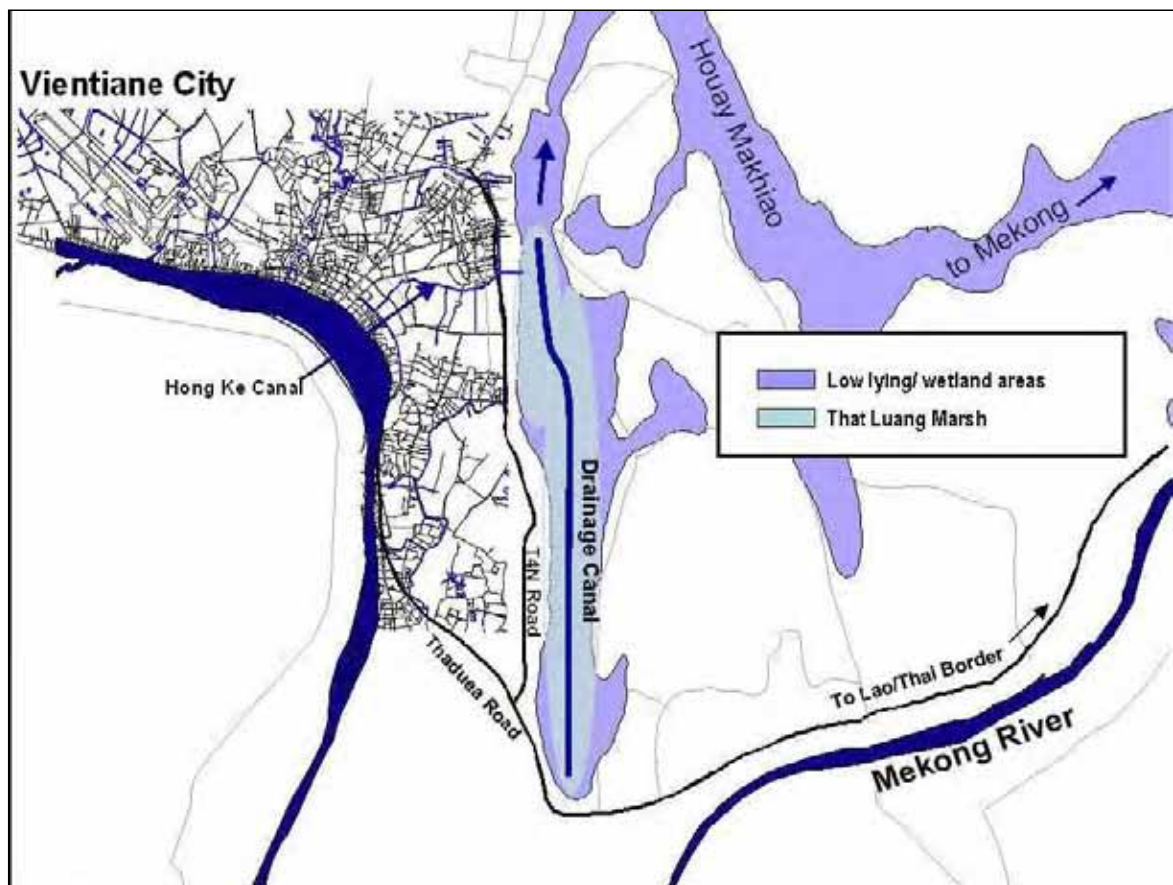 Vientiane City
Houay Makhiao
to Mekong
Hong Ke Canal
Low lying/ wetland areas
That Luang Marsh
Drainage Canal
T4N Road
Thaduea Road
To Lao/Thai Border
Mekong River